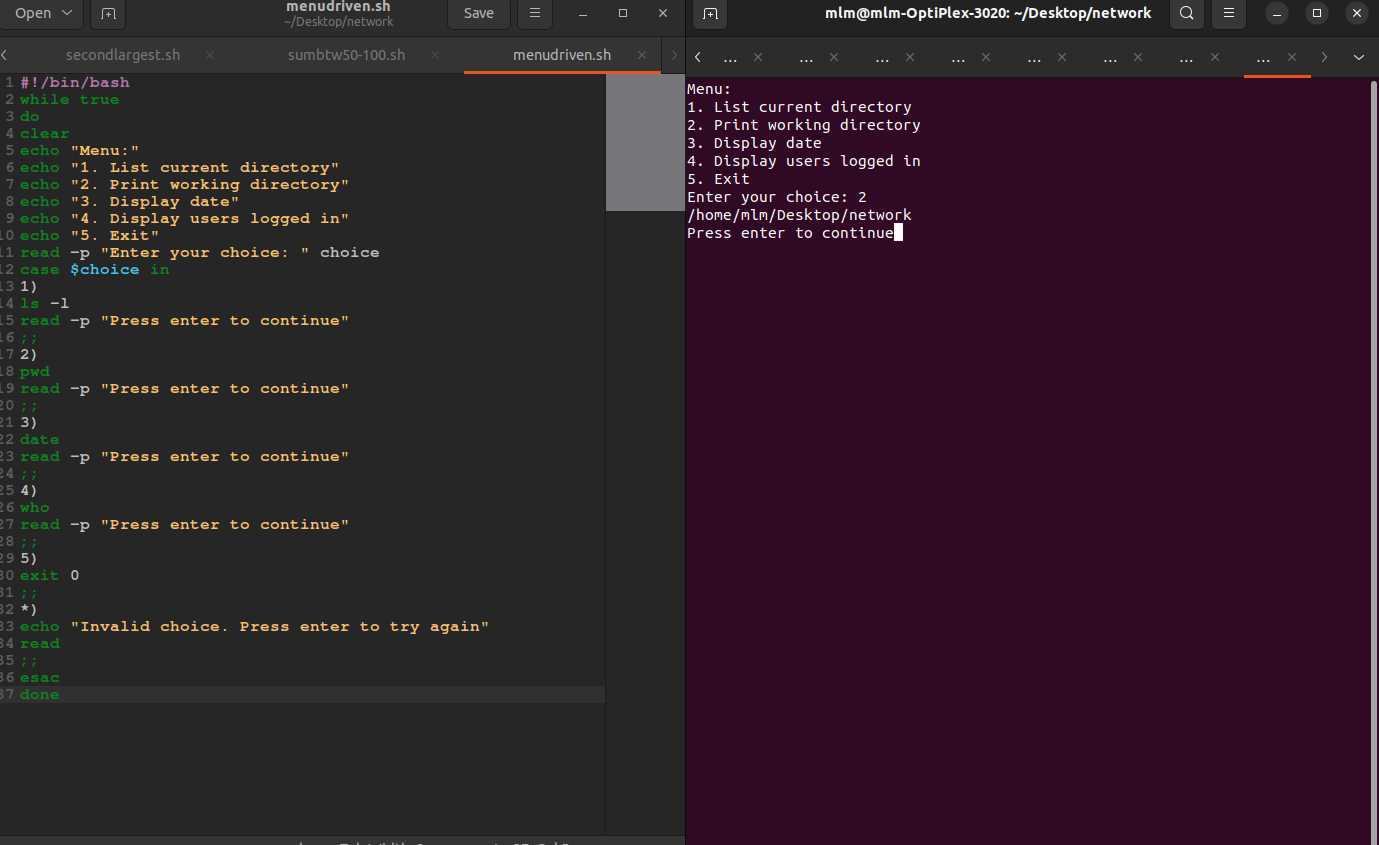 Open
menudriven.sh
~/Desktop/network
Save
secondlargest.sh
sumbtw50-100.sh
menudriven.sh
1 #!/bin/bash
2 while true
3 do
4 clear
5 echo "Menu:"
6 echo "1. List current directory"
7 echo "2. Print working directory"
8 echo "3. Display date"
9 echo "4. Display users logged in"
10 echo "5. Exit"
11 read -p "Enter your choice: " choice
12 case $choice in
13 1)
14 ls -l
15 read -p "Press enter to continue"
16 ;;
17 2)
18 pwd
19 read -p "Press enter to continue"
20 ;;
21 3)
22 date
23 read -p "Press enter to continue"
24 ;;
25 4)
26 who
27 read -p "Press enter to continue"
28 ;;
29 5)
30 exit 0
31 ;;
32 *)
33 echo "Invalid choice. Press enter to try again"
34 read
35 ;;
36 esac
37 done
mlm@mlm-OptiPlex-3020: ~/Desktop/network
... ... ... ... ... ... ... ...
Menu:
1. List current directory
2. Print working directory
3. Display date
4. Display users logged in
5. Exit
Enter your choice: 2
/home/mlm/Desktop/network
Press enter to continue